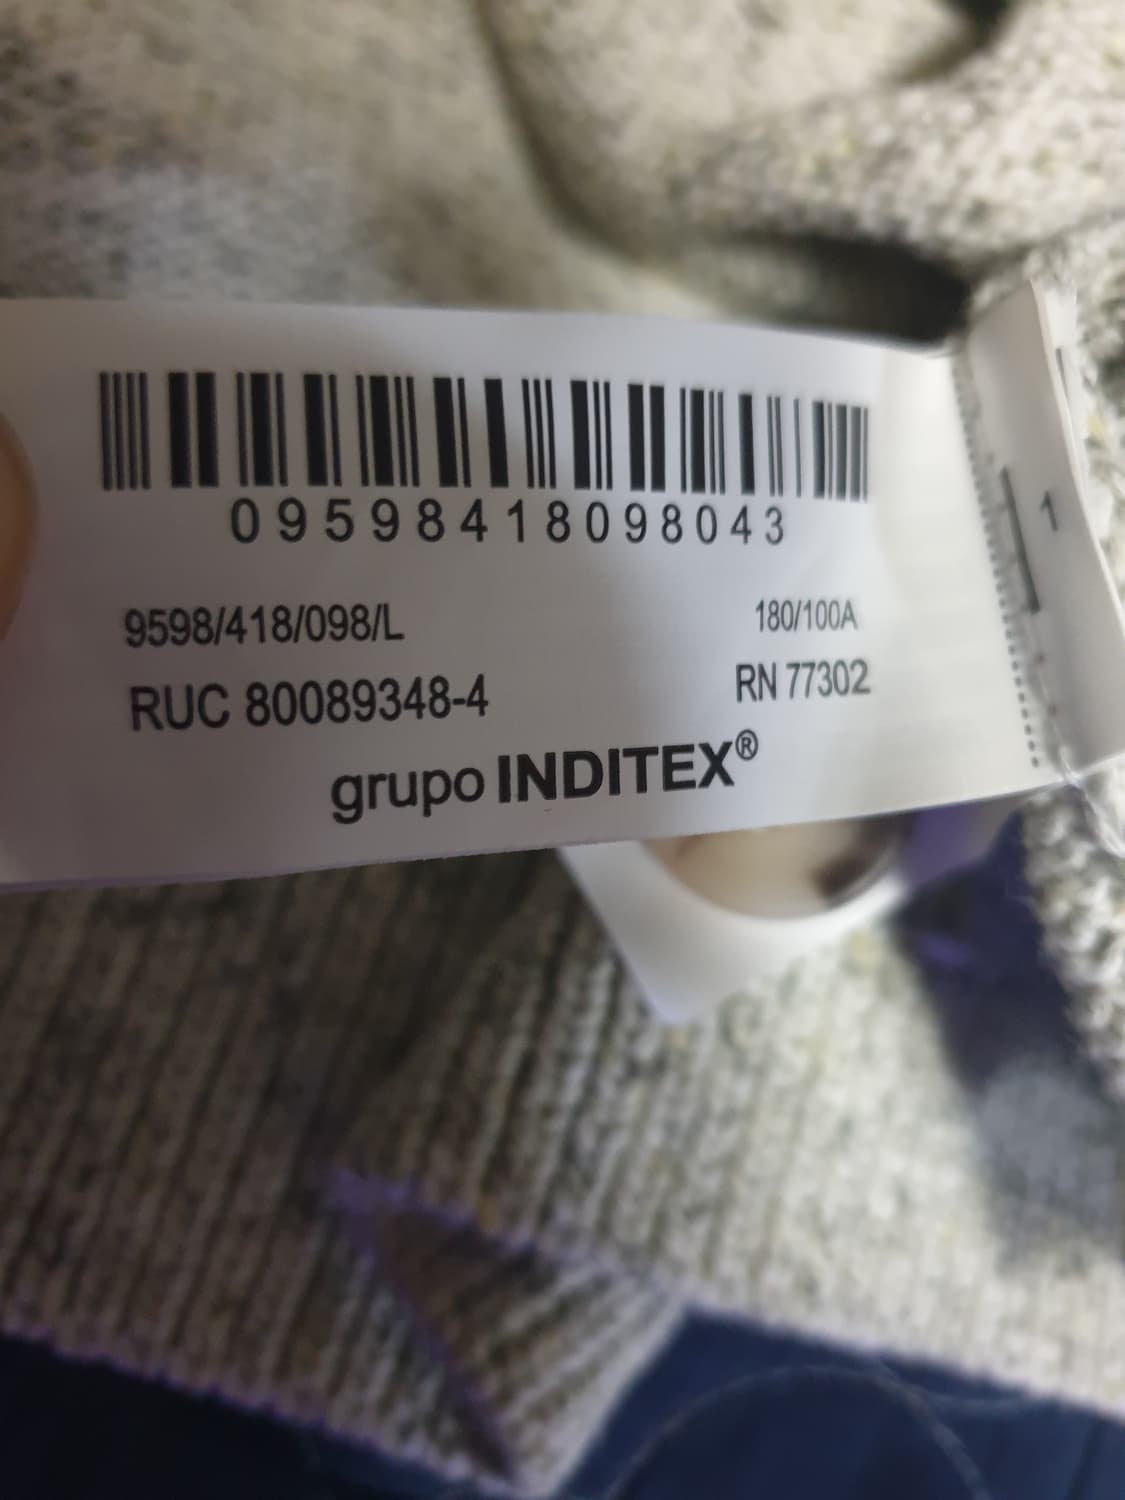 09598418098043
9598/418/098/L
180/100A
RUC 80089348-4
RN 77302
grupo INDITEX®
1